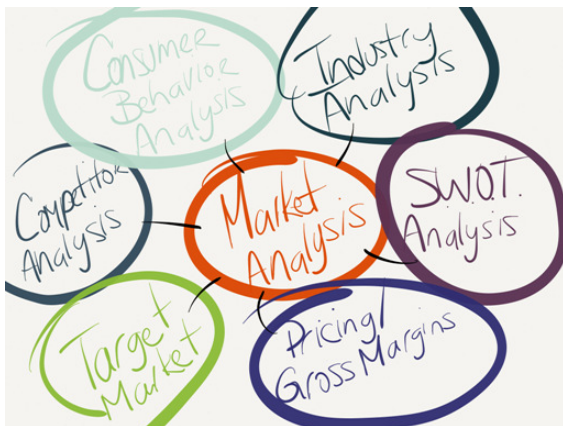 Consumer
Behavior
Analysis
Industry
Analysis
Competitor
Analysis
Market
Analysis
S.W.O.T.
Analysis
Target
Market
Pricing/
Gross Margins